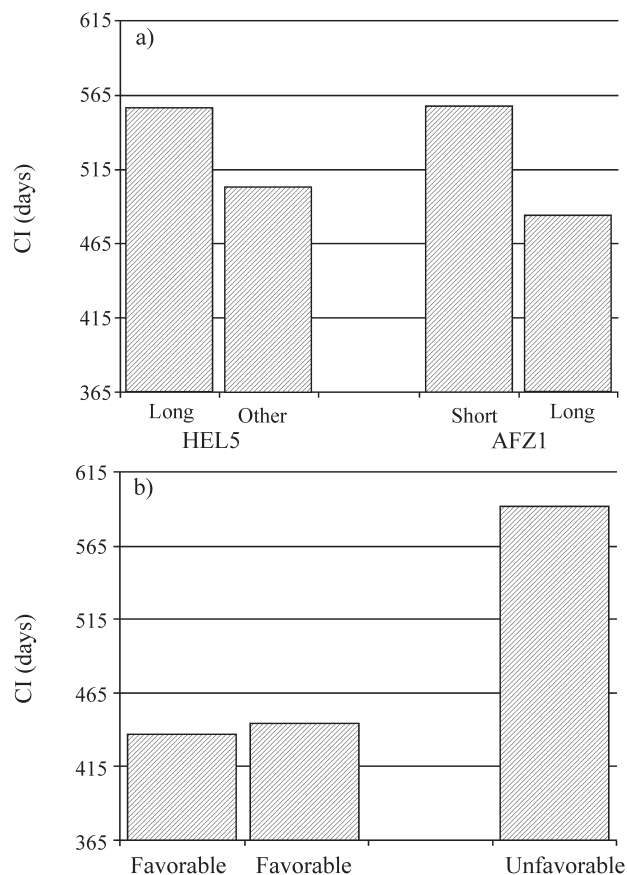 615
a)
565
515
465
415
365
CI (days)
Long Other Short Long
HEL5 AFZ1
615
b)
565
515
465
415
365
CI (days)
Favorable Favorable Unfavorable